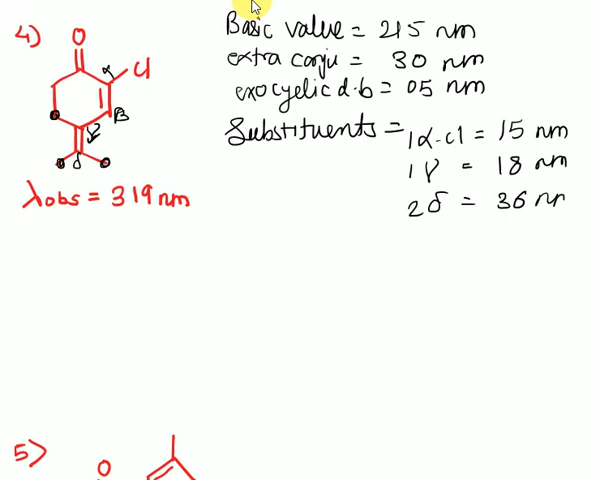 4)
O
α Cl
β
γ
δ
λobs = 319 nm
Basic value = 215 nm
extra conju = 30 nm
exocyelic d.b = 05 nm
Substituents = 1α-cl = 15 nm
1γ = 18 nm
2δ = 36 nm
5)
O